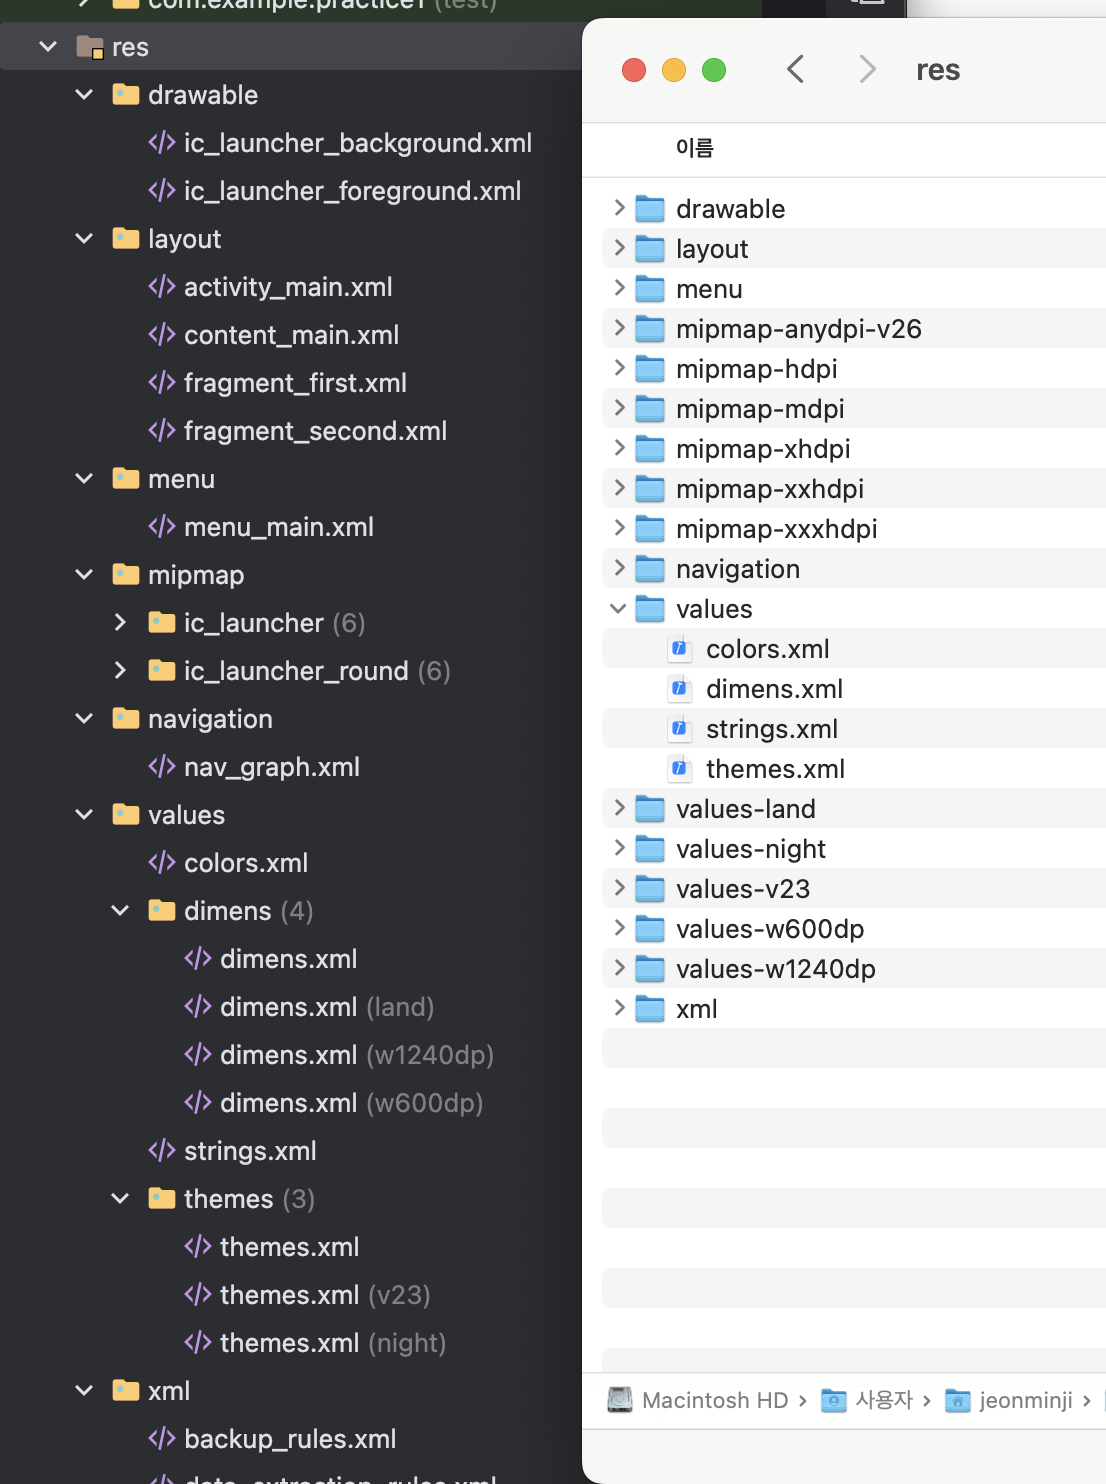 com.example.practice1 (test)
res
drawable
ic_launcher_background.xml
ic_launcher_foreground.xml
layout
activity_main.xml
content_main.xml
fragment_first.xml
fragment_second.xml
menu
menu_main.xml
mipmap
ic_launcher (6)
ic_launcher_round (6)
navigation
nav_graph.xml
values
colors.xml
dimens (4)
dimens.xml
dimens.xml (land)
dimens.xml (w1240dp)
dimens.xml (w600dp)
strings.xml
themes (3)
themes.xml
themes.xml (v23)
themes.xml (night)
xml
backup_rules.xml
data_extraction_rules.xml
res
이름
drawable
layout
menu
mipmap-anydpi-v26
mipmap-hdpi
mipmap-mdpi
mipmap-xhdpi
mipmap-xxhdpi
mipmap-xxxhdpi
navigation
values
colors.xml
dimens.xml
strings.xml
themes.xml
values-land
values-night
values-v23
values-w600dp
values-w1240dp
xml
Macintosh HD › 사용자 › jeonminji ›